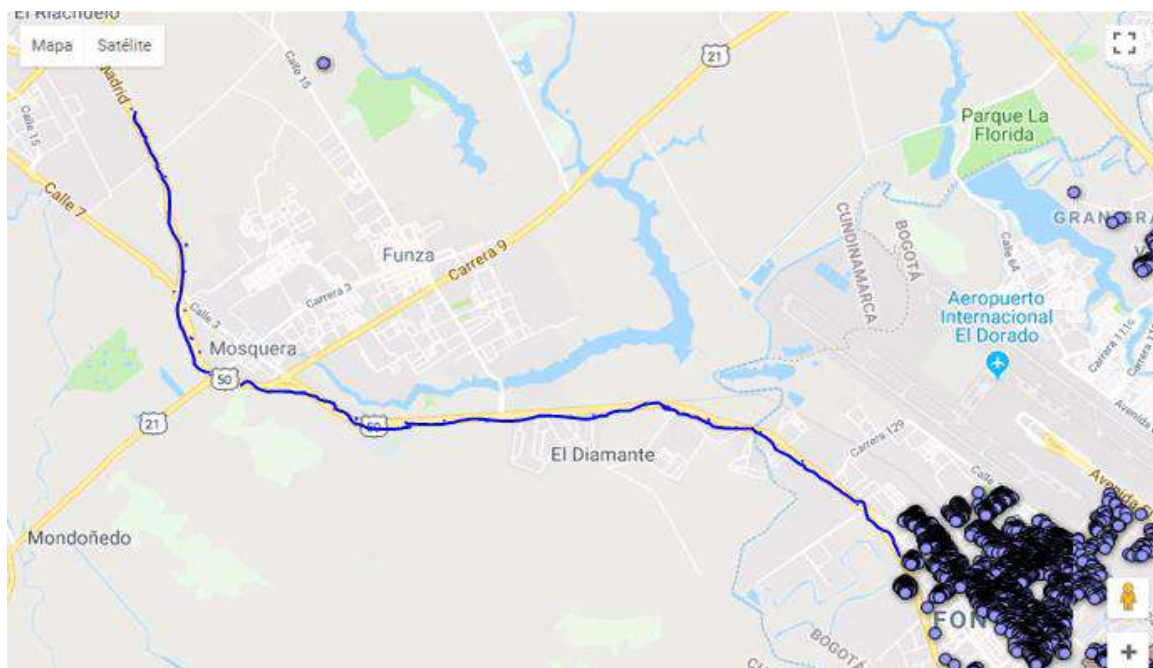 El Riachuelo
Mapa
Satélite
Madrid
Calle 15
Calle 15
21
Parque La
Florida
Calle 7
CUNDINAMARCA
BOGOTÁ
GRAN GRA
Calle 64
Funza
Carrera 9
Carrera 3
Calle 3
Aeropuerto
Internacional
El Dorado
Mosquera
50
21
50
El Diamante
Carrera 129
Calle
Avenida
Avenida
Mondoñedo
FON
BOGOTÁ
+